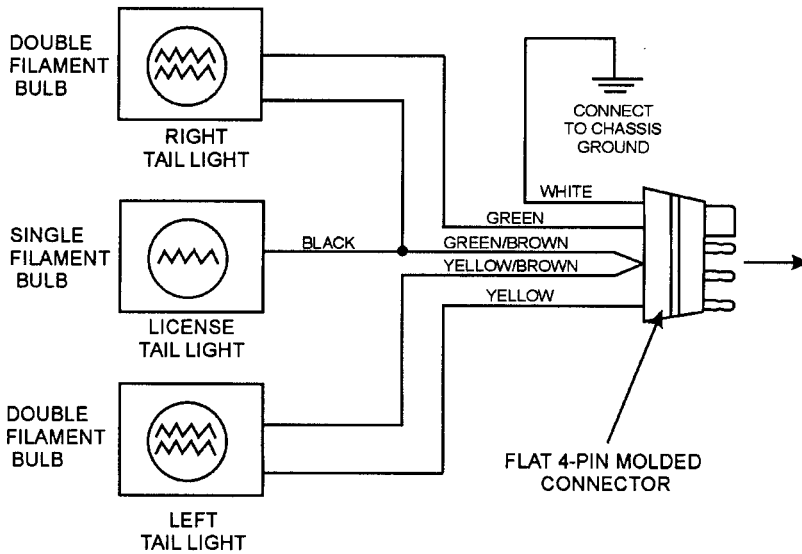 DOUBLE
FILAMENT
BULB
RIGHT
TAIL LIGHT
CONNECT
TO CHASSIS
GROUND
WHITE
GREEN
SINGLE
FILAMENT
BULB
BLACK
GREEN/BROWN
YELLOW/BROWN
YELLOW
LICENSE
TAIL LIGHT
DOUBLE
FILAMENT
BULB
FLAT 4-PIN MOLDED
CONNECTOR
LEFT
TAIL LIGHT